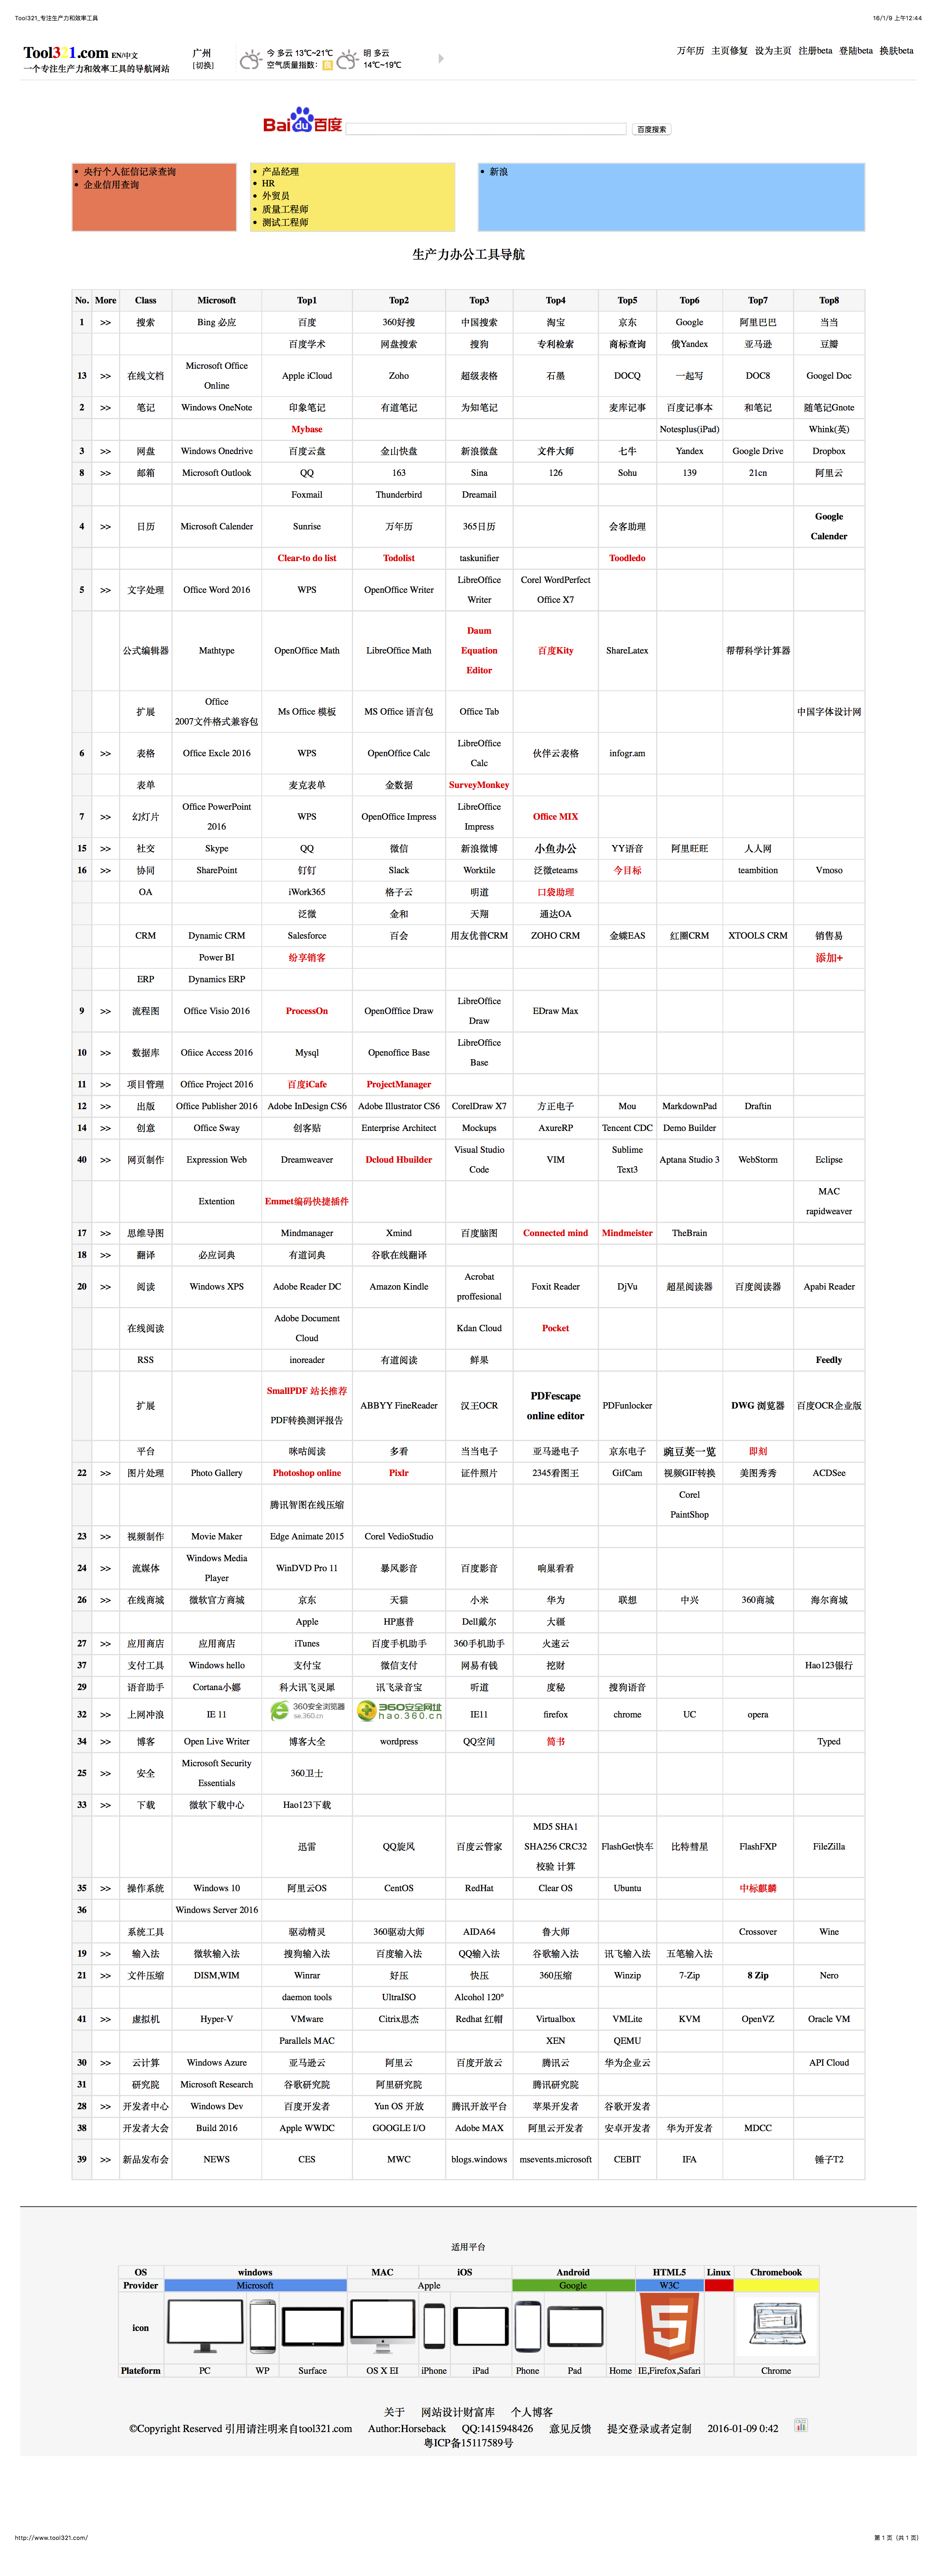 Tool321_专注生产力和效率工具
16/1/9 上午12:44
Tool321.com EN/中文
一个专注生产力和效率工具的导航网站
广州
[切换]
今 多云 13℃~21℃
空气质量指数: 良
明 多云
14℃~19℃
万年历 主页修复 设为主页 注册beta 登陆beta 换肤beta
Baidu百度 百度搜索
央行个人征信记录查询
企业信用查询
产品经理
HR
外贸员
质量工程师
测试工程师
新浪
生产力办公工具导航
No. More Class Microsoft Top1 Top2 Top3 Top4 Top5 Top6 Top7 Top8
1 >> 搜索 Bing 必应 百度 360好搜 中国搜索 淘宝 京东 Google 阿里巴巴 当当
百度学术 网盘搜索 搜狗 专利检索 商标查询 俄Yandex 亚马逊 豆瓣
13 >> 在线文档 Microsoft Office Online Apple iCloud Zoho 超级表格 石墨 DOCQ 一起写 DOC8 Googel Doc
2 >> 笔记 Windows OneNote 印象笔记 有道笔记 为知笔记 麦库记事 百度记事本 和笔记 随笔记Gnote
Mybase Notesplus(iPad) Whink(英)
3 >> 网盘 Windows Onedrive 百度云盘 金山快盘 新浪微盘 文件大师 七牛 Yandex Google Drive Dropbox
8 >> 邮箱 Microsoft Outlook QQ 163 Sina 126 Sohu 139 21cn 阿里云
Foxmail Thunderbird Dreamail
4 >> 日历 Microsoft Calender Sunrise 万年历 365日历 会客助理 Google Calender
Clear-to do list Todolist taskunifier Toodledo
5 >> 文字处理 Office Word 2016 WPS OpenOffice Writer LibreOffice Writer Corel WordPerfect Office X7
公式编辑器 Mathtype OpenOffice Math LibreOffice Math Daum Equation Editor 百度Kity ShareLatex 帮帮科学计算器
扩展 Office 2007文件格式兼容包 Ms Office 模板 MS Office 语言包 Office Tab 中国字体设计网
6 >> 表格 Office Excle 2016 WPS OpenOffice Calc LibreOffice Calc 伙伴云表格 infogr.am
表单 麦克表单 金数据 SurveyMonkey
7 >> 幻灯片 Office PowerPoint 2016 WPS OpenOffice Impress LibreOffice Impress Office MIX
15 >> 社交 Skype QQ 微信 新浪微博 小鱼办公 YY语音 阿里旺旺 人人网
16 >> 协同 SharePoint 钉钉 Slack Worktile 泛微eteams 今目标 teambition Vmoso
OA iWork365 格子云 明道 口袋助理
泛微 金和 天翔 通达OA
CRM Dynamic CRM Salesforce 百会 用友优普CRM ZOHO CRM 金蝶EAS 红圈CRM XTOOLS CRM 销售易
Power BI 纷享销客 添加+
ERP Dynamics ERP
9 >> 流程图 Office Visio 2016 ProcessOn OpenOfffice Draw LibreOffice Draw EDraw Max
10 >> 数据库 Ofiice Access 2016 Mysql Openoffice Base LibreOffice Base
11 >> 项目管理 Office Project 2016 百度iCafe ProjectManager
12 >> 出版 Office Publisher 2016 Adobe InDesign CS6 Adobe Illustrator CS6 CorelDraw X7 方正电子 Mou MarkdownPad Draftin
14 >> 创意 Office Sway 创客贴 Enterprise Architect Mockups AxureRP Tencent CDC Demo Builder
40 >> 网页制作 Expression Web Dreamweaver Dcloud Hbuilder Visual Studio Code VIM Sublime Text3 Aptana Studio 3 WebStorm Eclipse
Extention Emmet编码快捷插件 MAC rapidweaver
17 >> 思维导图 Mindmanager Xmind 百度脑图 Connected mind Mindmeister TheBrain
18 >> 翻译 必应词典 有道词典 谷歌在线翻译
20 >> 阅读 Windows XPS Adobe Reader DC Amazon Kindle Acrobat proffesional Foxit Reader DjVu 超星阅读器 百度阅读器 Apabi Reader
在线阅读 Adobe Document Cloud Kdan Cloud Pocket
RSS inoreader 有道阅读 鲜果 Feedly
扩展 SmallPDF 站长推荐 PDF转换测评报告 ABBYY FineReader 汉王OCR PDFescape online editor PDFunlocker DWG 浏览器 百度OCR企业版
平台 咪咕阅读 多看 当当电子 亚马逊电子 京东电子 豌豆荚一览 即刻
22 >> 图片处理 Photo Gallery Photoshop online Pixlr 证件照片 2345看图王 GifCam 视频GIF转换 美图秀秀 ACDSee
腾讯智图在线压缩 Corel PaintShop
23 >> 视频制作 Movie Maker Edge Animate 2015 Corel VedioStudio
24 >> 流媒体 Windows Media Player WinDVD Pro 11 暴风影音 百度影音 响巢看看
26 >> 在线商城 微软官方商城 京东 天猫 小米 华为 联想 中兴 360商城 海尔商城
Apple HP惠普 Dell戴尔 大疆
27 >> 应用商店 应用商店 iTunes 百度手机助手 360手机助手 火速云
37 支付工具 Windows hello 支付宝 微信支付 网易有钱 挖财 Hao123银行
29 语音助手 Cortana小娜 科大讯飞灵犀 讯飞录音宝 听道 度秘 搜狗语音
32 >> 上网冲浪 IE 11 360安全浏览器 se.360.cn 360安全网址 hao.360.cn IE11 firefox chrome UC opera
34 >> 博客 Open Live Writer 博客大全 wordpress QQ空间 简书 Typed
25 >> 安全 Microsoft Security Essentials 360卫士
33 >> 下载 微软下载中心 Hao123下载
迅雷 QQ旋风 百度云管家 MD5 SHA1 SHA256 CRC32 校验 计算 FlashGet快车 比特彗星 FlashFXP FileZilla
35 >> 操作系统 Windows 10 阿里云OS CentOS RedHat Clear OS Ubuntu 中标麒麟
36 Windows Server 2016
系统工具 驱动精灵 360驱动大师 AIDA64 鲁大师 Crossover Wine
19 >> 输入法 微软输入法 搜狗输入法 百度输入法 QQ输入法 谷歌输入法 讯飞输入法 五笔输入法
21 >> 文件压缩 DISM,WIM Winrar 好压 快压 360压缩 Winzip 7-Zip 8 Zip Nero
daemon tools UltraISO Alcohol 120°
41 >> 虚拟机 Hyper-V VMware Citrix思杰 Redhat 红帽 Virtualbox VMLite KVM OpenVZ Oracle VM
Parallels MAC XEN QEMU
30 >> 云计算 Windows Azure 亚马逊云 阿里云 百度开放云 腾讯云 华为企业云 API Cloud
31 研究院 Microsoft Research 谷歌研究院 阿里研究院 腾讯研究院
28 >> 开发者中心 Windows Dev 百度开发者 Yun OS 开放 腾讯开放平台 苹果开发者 谷歌开发者
38 开发者大会 Build 2016 Apple WWDC GOOGLE I/O Adobe MAX 阿里云开发者 安卓开发者 华为开发者 MDCC
39 >> 新品发布会 NEWS CES MWC blogs.windows msevents.microsoft CEBIT IFA 锤子T2
适用平台
OS windows MAC iOS Android HTML5 Linux Chromebook
Provider Microsoft Apple Google W3C
icon
Plateform PC WP Surface OS X EI iPhone iPad Phone Pad Home IE,Firefox,Safari Chrome
关于 网站设计财富库 个人博客
©Copyright Reserved 引用请注明来自tool321.com Author:Horseback QQ:1415948426 意见反馈 提交登录或者定制 2016-01-09 0:42
粤ICP备15117589号
http://www.tool321.com/
第 1 页（共 1 页）